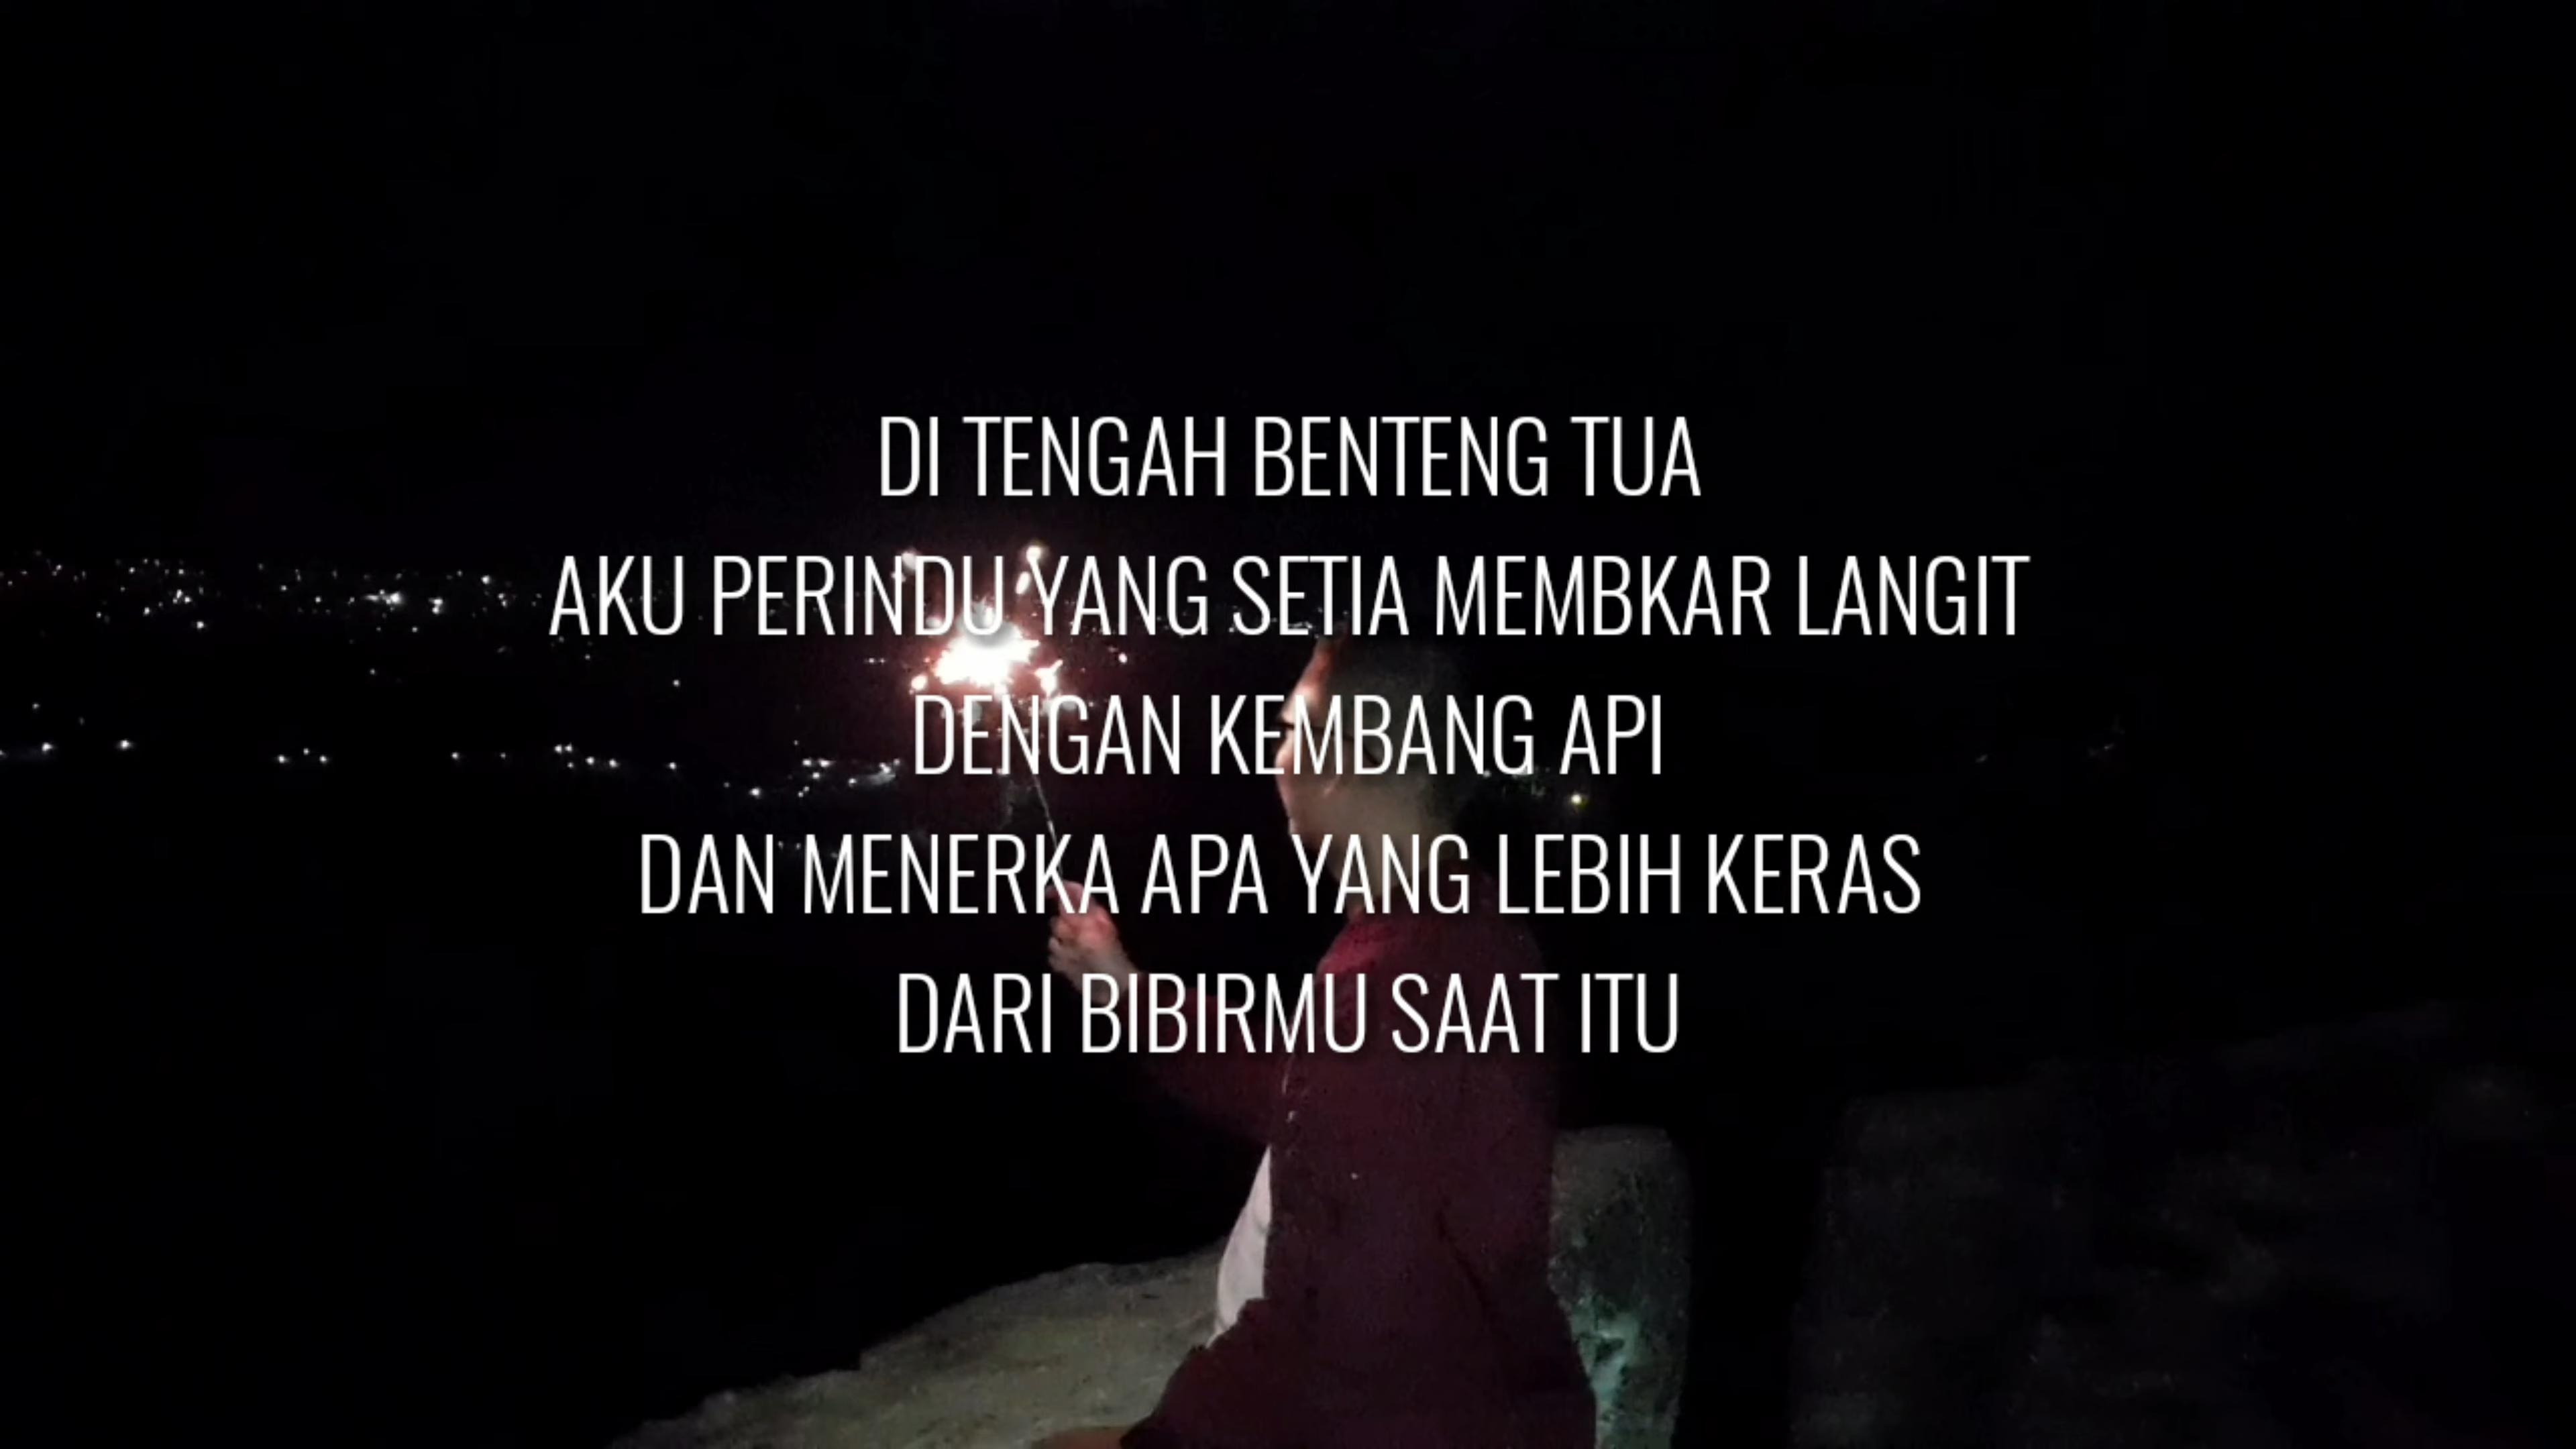 DI TENGAH BENTENG TUA
AKU PERINDU YANG SETIA MEMBKAR LANGIT
DENGAN KEMBANG API
DAN MENERKA APA YANG LEBIH KERAS
DARI BIBIRMU SAAT ITU